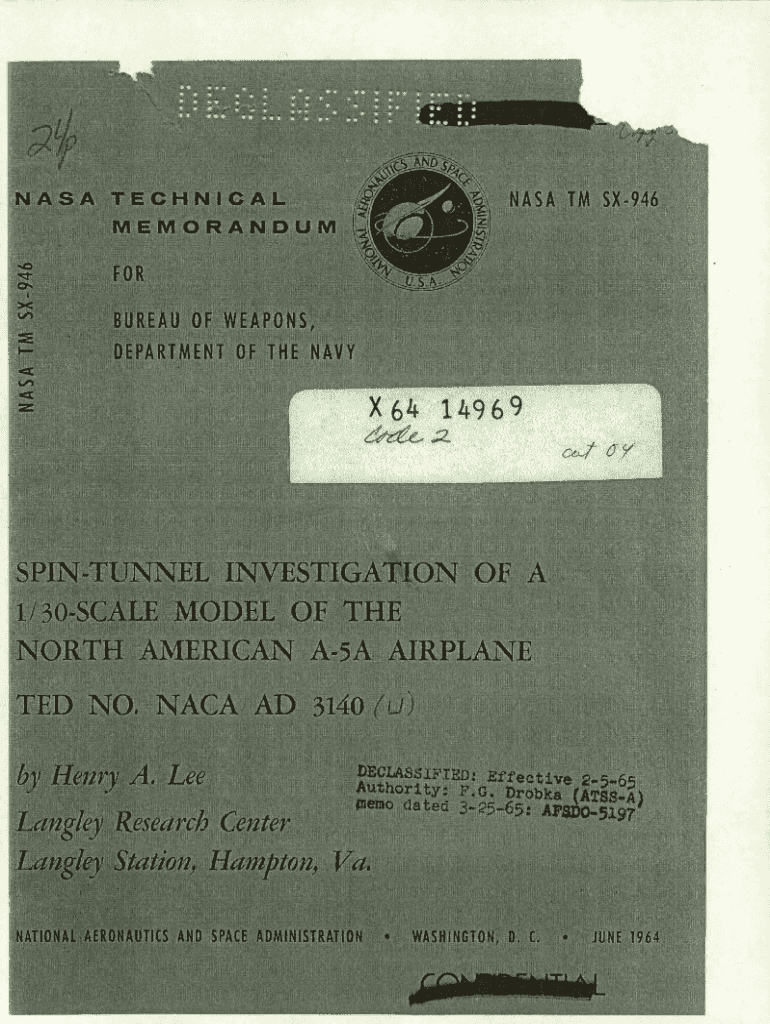 DECLASSIFIED
24p
Copy
NASA TECHNICAL
MEMORANDUM
NATIONAL AERONAUTICS AND SPACE ADMINISTRATION
U.S.A.
NASA TM SX-946
NASA TM SX-946
FOR
BUREAU OF WEAPONS,
DEPARTMENT OF THE NAVY
X 64 14969
Code 2
cat 04
SPIN-TUNNEL INVESTIGATION OF A
1/30-SCALE MODEL OF THE
NORTH AMERICAN A-5A AIRPLANE
TED NO. NACA AD 3140 (U)
by Henry A. Lee
Langley Research Center
Langley Station, Hampton, Va.
DECLASSIFIED: Effective 2-5-65
Authority: F.G. Drobka (ATSS-A)
memo dated 3-25-65: AFSDO-5197
NATIONAL AERONAUTICS AND SPACE ADMINISTRATION • WASHINGTON, D. C. • JUNE 1964
CONFIDENTIAL